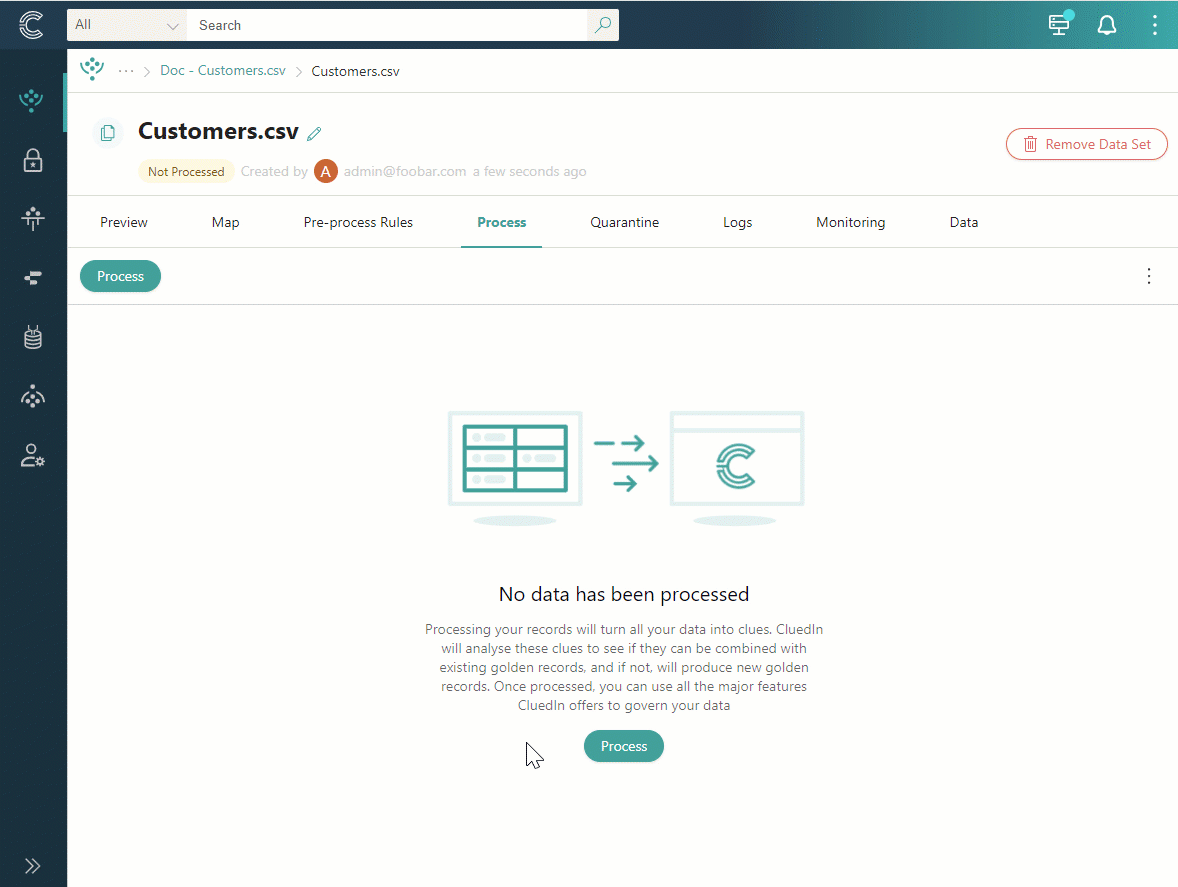 All Search
Doc - Customers.csv Customers.csv
Customers.csv
Remove Data Set
Not Processed Created by A admin@foobar.com a few seconds ago
Preview Map Pre-process Rules Process Quarantine Logs Monitoring Data
Process
No data has been processed
Processing your records will turn all your data into clues. CluedIn
will analyse these clues to see if they can be combined with
existing golden records, and if not, will produce new golden
records. Once processed, you can use all the major features
CluedIn offers to govern your data
Process